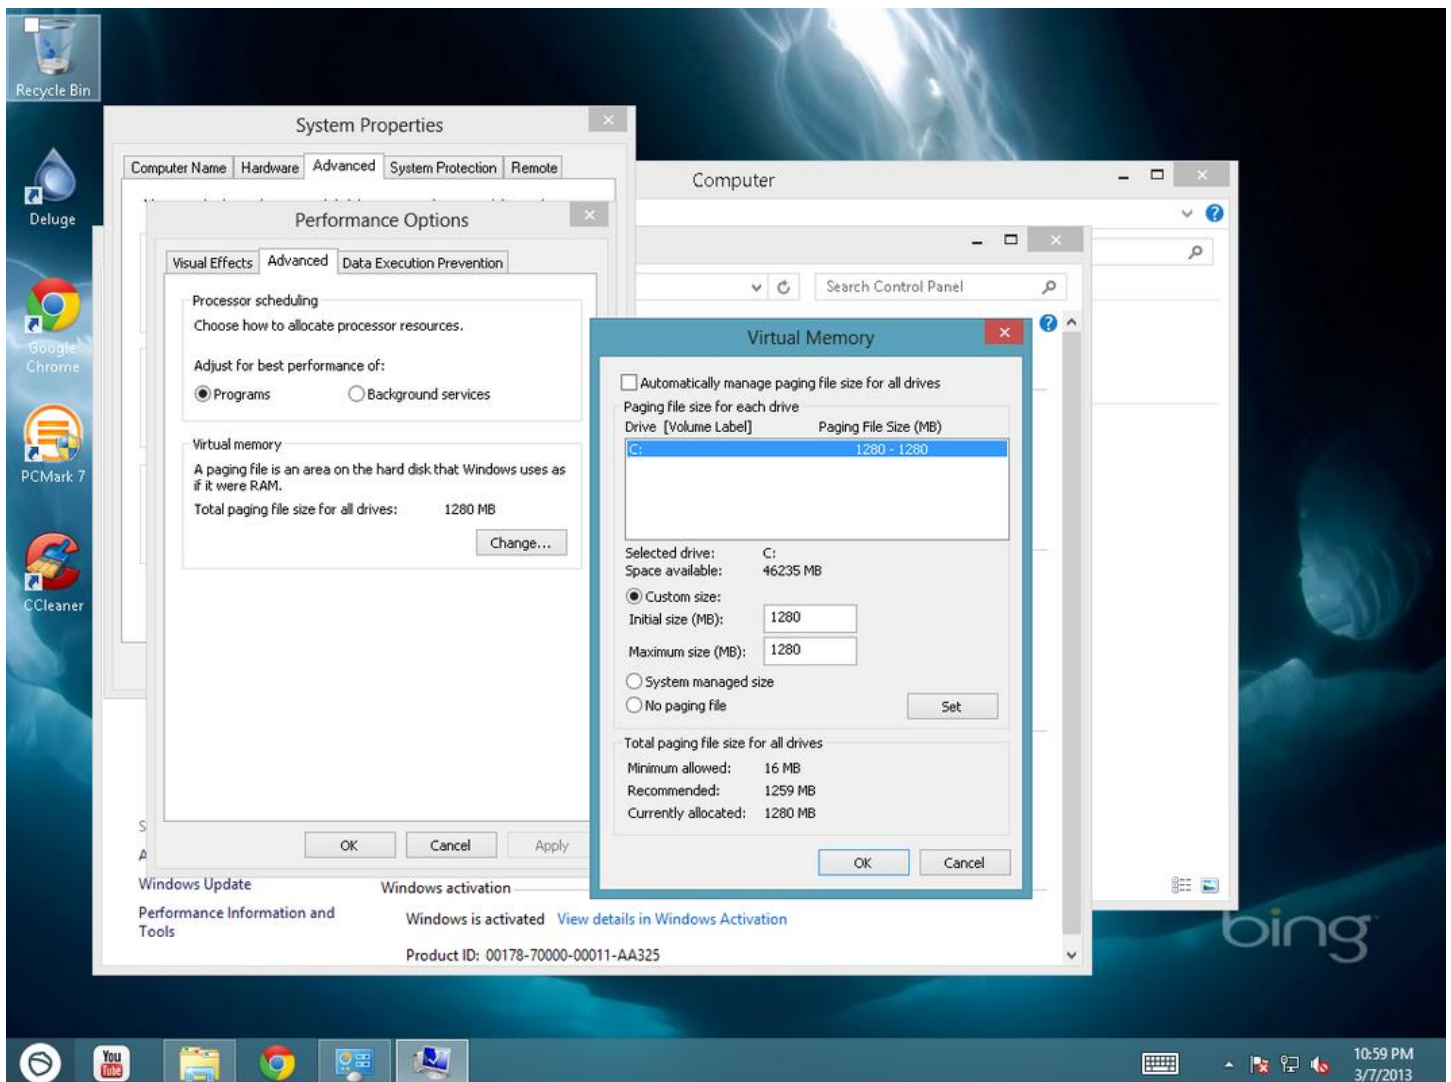 Recycle Bin
Deluge
Google
Chrome
PCMark 7
CCleaner
System Properties
Computer Name
Hardware
Advanced
System Protection
Remote
Computer
Performance Options
Visual Effects
Advanced
Data Execution Prevention
Processor scheduling
Choose how to allocate processor resources.
Adjust for best performance of:
Programs
Background services
Virtual memory
A paging file is an area on the hard disk that Windows uses as
if it were RAM.
Total paging file size for all drives: 1280 MB
Change...
OK
Cancel
Apply
Search Control Panel
Virtual Memory
Automatically manage paging file size for all drives
Paging file size for each drive
Drive [Volume Label] Paging File Size (MB)
C: 1280 - 1280
Selected drive: C:
Space available: 46235 MB
Custom size:
Initial size (MB): 1280
Maximum size (MB): 1280
System managed size
No paging file
Set
Total paging file size for all drives
Minimum allowed: 16 MB
Recommended: 1259 MB
Currently allocated: 1280 MB
OK
Cancel
S
A
Windows Update
Performance Information and
Tools
Windows activation
Windows is activated View details in Windows Activation
Product ID: 00178-70000-00011-AA325
bing
You
Tube
10:59 PM
3/7/2013